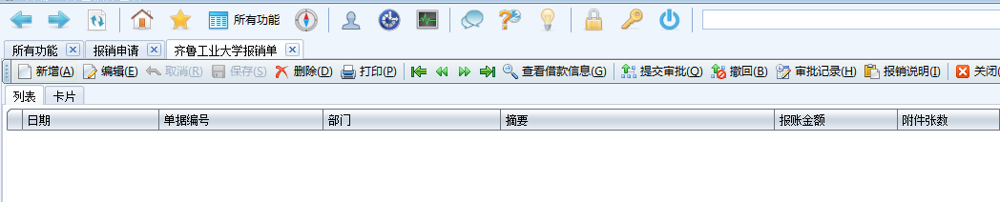 所有功能
所有功能 报销申请 齐鲁工业大学报销单
新增(A) 编辑(E) 取消(R) 保存(S) 删除(D) 打印(P) 查看借款信息(G) 提交审批(Q) 撤回(B) 审批记录(H) 报销说明(I) 关闭(
列表 卡片
日期 单据编号 部门 摘要 报账金额 附件张数